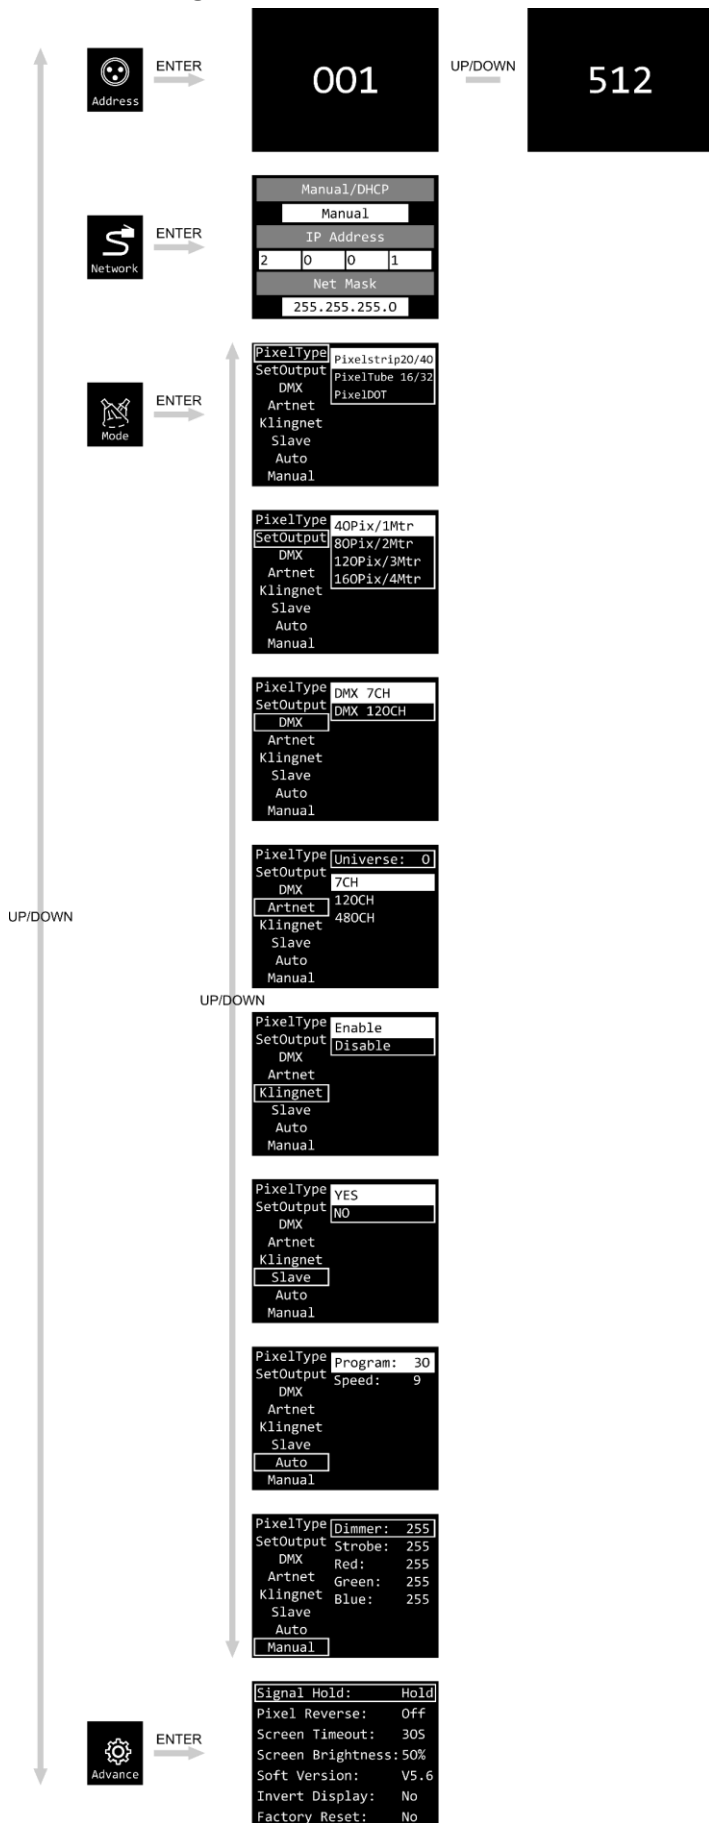 Address
ENTER
001
UP/DOWN
512
Network
ENTER
Manual/DHCP
Manual
IP Address
2 0 0 1
Net Mask
255.255.255.0
Mode
ENTER
PixelType
SetOutput
DMX
Artnet
Klingnet
Slave
Auto
Manual
Pixelstrip20/40
PixelTube 16/32
PixelDOT
PixelType
SetOutput
DMX
Artnet
Klingnet
Slave
Auto
Manual
40Pix/1Mtr
80Pix/2Mtr
120Pix/3Mtr
160Pix/4Mtr
PixelType
SetOutput
DMX
Artnet
Klingnet
Slave
Auto
Manual
DMX 7CH
DMX 120CH
PixelType
SetOutput
DMX
Artnet
Klingnet
Slave
Auto
Manual
Universe: 0
7CH
120CH
480CH
UP/DOWN
UP/DOWN
PixelType
SetOutput
DMX
Artnet
Klingnet
Slave
Auto
Manual
Enable
Disable
PixelType
SetOutput
DMX
Artnet
Klingnet
Slave
Auto
Manual
YES
NO
PixelType
SetOutput
DMX
Artnet
Klingnet
Slave
Auto
Manual
Program: 30
Speed: 9
PixelType
SetOutput
DMX
Artnet
Klingnet
Slave
Auto
Manual
Dimmer: 255
Strobe: 255
Red: 255
Green: 255
Blue: 255
Advance
ENTER
Signal Hold: Hold
Pixel Reverse: Off
Screen Timeout: 30S
Screen Brightness: 50%
Soft Version: V5.6
Invert Display: No
Factory Reset: No